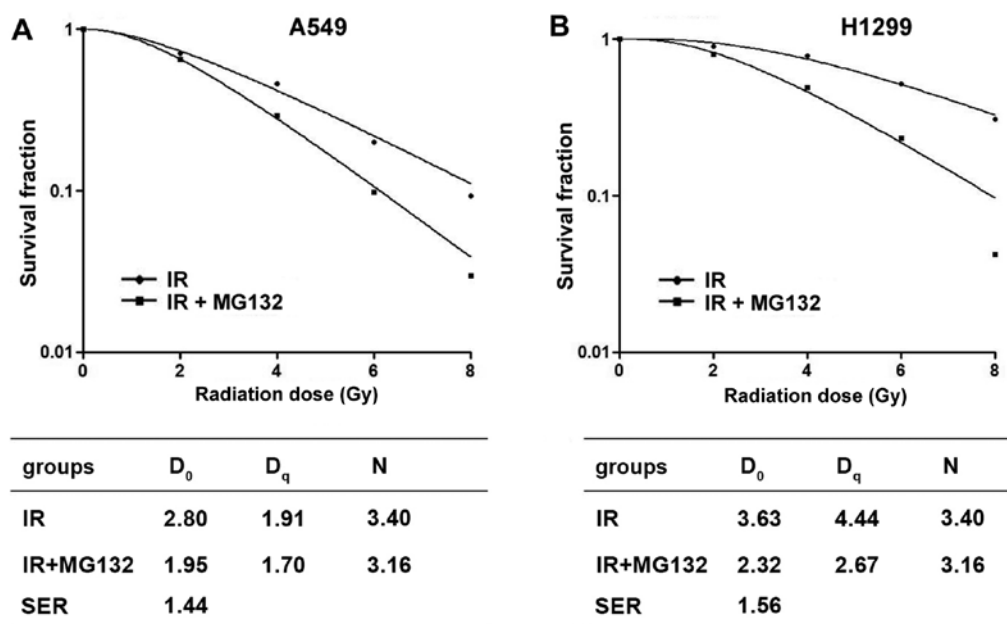 A
A549
Survival fraction
1
0.1
0.01
IR
IR + MG132
0 2 4 6 8
Radiation dose (Gy)
groups D0 Dq N
IR 2.80 1.91 3.40
IR+MG132 1.95 1.70 3.16
SER 1.44
B
H1299
Survival fraction
1
0.1
0.01
IR
IR + MG132
0 2 4 6 8
Radiation dose (Gy)
groups D0 Dq N
IR 3.63 4.44 3.40
IR+MG132 2.32 2.67 3.16
SER 1.56